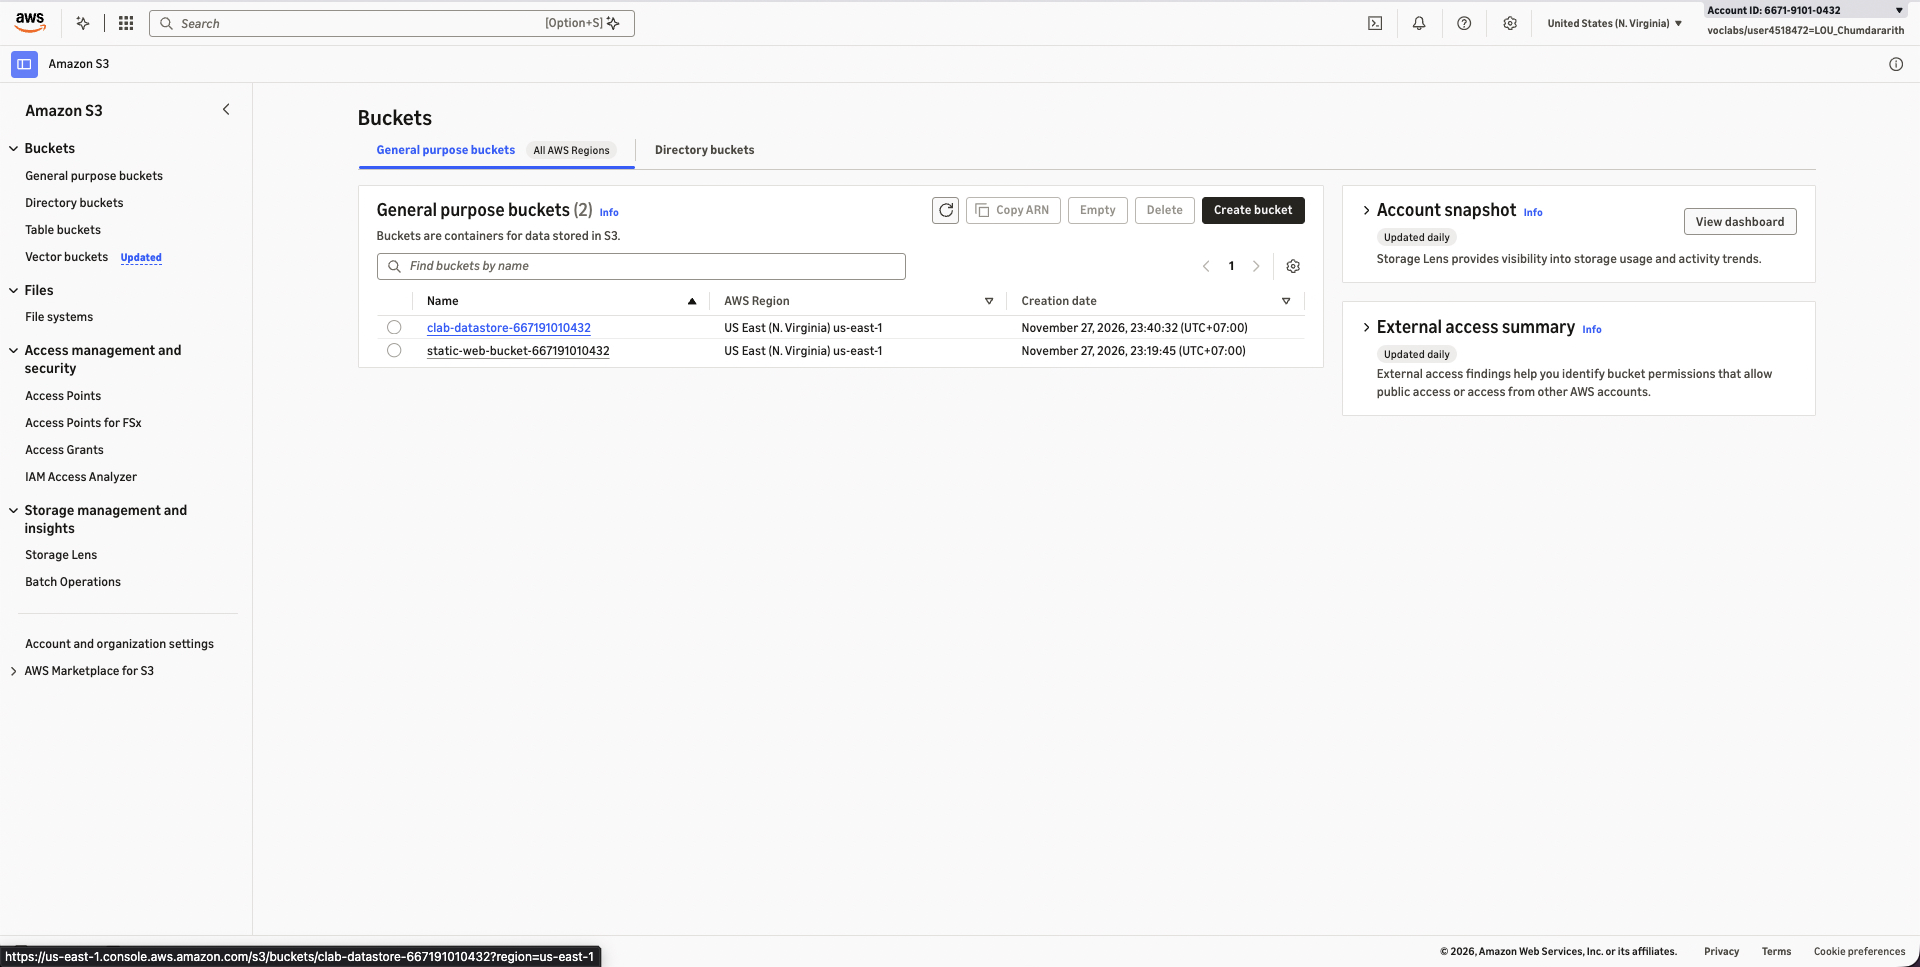 aws
Search [Option+S]
United States (N. Virginia) ▼
Account ID: 6671-9101-0432
voclabs/user4518472=LOU_Chumdararith
Amazon S3
Amazon S3
Buckets
General purpose buckets
Directory buckets
Table buckets
Vector buckets Updated
Files
File systems
Access management and
security
Access Points
Access Points for FSx
Access Grants
IAM Access Analyzer
Storage management and
insights
Storage Lens
Batch Operations
Account and organization settings
AWS Marketplace for S3
Buckets
General purpose buckets All AWS Regions Directory buckets
General purpose buckets (2) Info
Copy ARN Empty Delete Create bucket
Buckets are containers for data stored in S3.
Find buckets by name
1
Name AWS Region Creation date
clab-datastore-667191010432 US East (N. Virginia) us-east-1 November 27, 2026, 23:40:32 (UTC+07:00)
static-web-bucket-667191010432 US East (N. Virginia) us-east-1 November 27, 2026, 23:19:45 (UTC+07:00)
Account snapshot Info
View dashboard
Updated daily
Storage Lens provides visibility into storage usage and activity trends.
External access summary Info
Updated daily
External access findings help you identify bucket permissions that allow
public access or access from other AWS accounts.
https://us-east-1.console.aws.amazon.com/s3/buckets/clab-datastore-667191010432?region=us-east-1
© 2026, Amazon Web Services, Inc. or its affiliates. Privacy Terms Cookie preferences